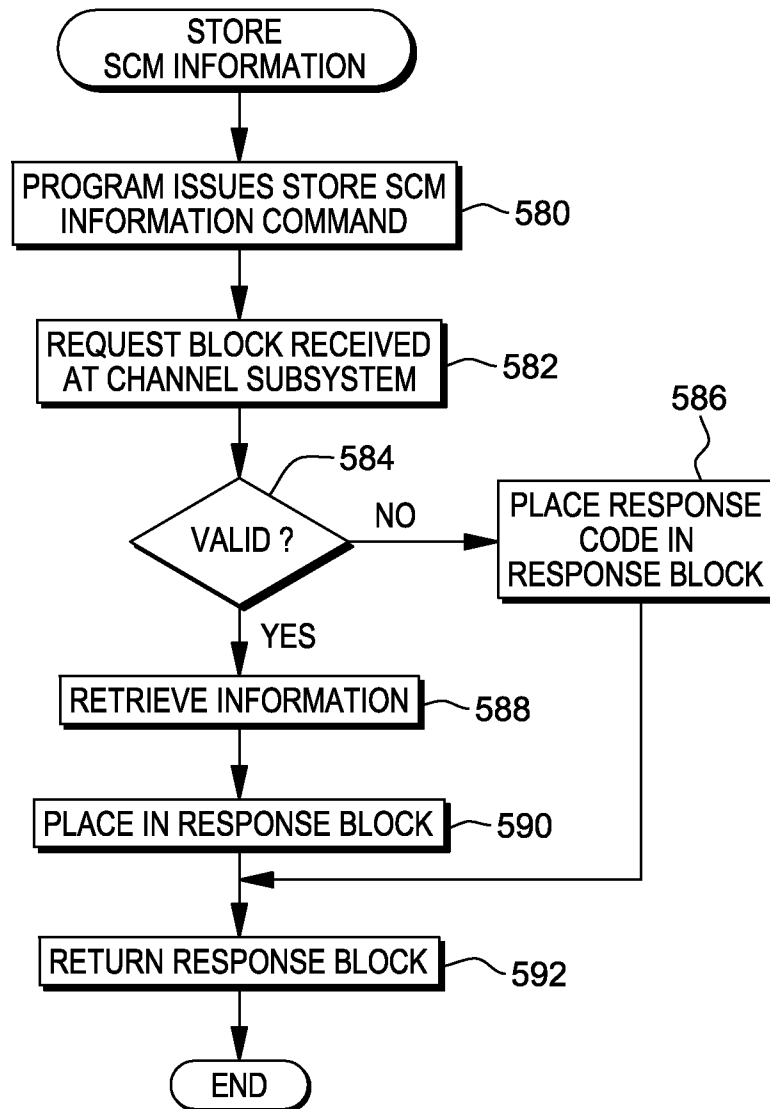 STORE
SCM INFORMATION
PROGRAM ISSUES STORE SCM
INFORMATION COMMAND
580
REQUEST BLOCK RECEIVED
AT CHANNEL SUBSYSTEM
582
584
VALID ?
NO
586
PLACE RESPONSE
CODE IN
RESPONSE BLOCK
YES
RETRIEVE INFORMATION
588
PLACE IN RESPONSE BLOCK
590
RETURN RESPONSE BLOCK
592
END